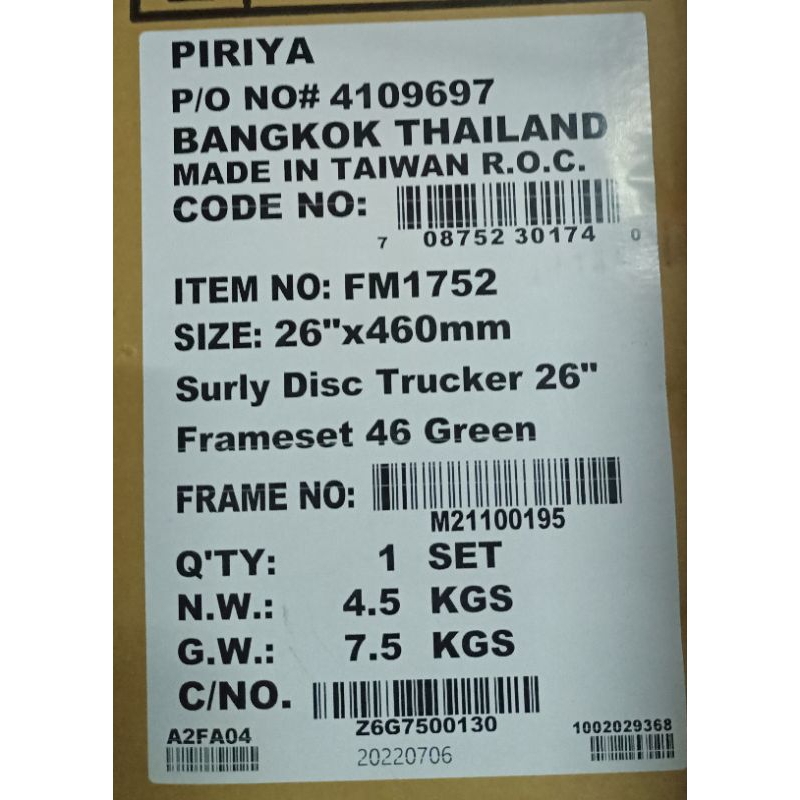 PIRIYA
P/O NO# 4109697
BANGKOK THAILAND
MADE IN TAIWAN R.O.C.
CODE NO:
7 08752 30174 0
ITEM NO: FM1752
SIZE: 26"x460mm
Surly Disc Trucker 26"
Frameset 46 Green
FRAME NO:
M21100195
Q'TY: 1 SET
N.W.: 4.5 KGS
G.W.: 7.5 KGS
C/NO.
Z6G7500130
A2FA04
20220706
1002029368